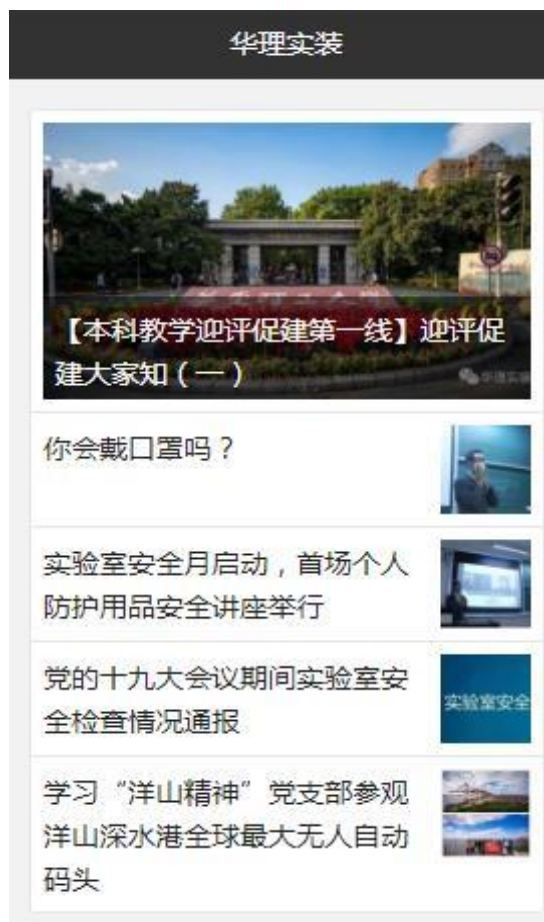 华理实装
【本科教学迎评促建第一线】迎评促
建大家知（一）
你会戴口罩吗？
实验室安全月启动，首场个人
防护用品安全讲座举行
党的十九大会议期间实验室安
全检查情况通报
实验室安全
学习“洋山精神”党支部参观
洋山深水港全球最大无人自动
码头